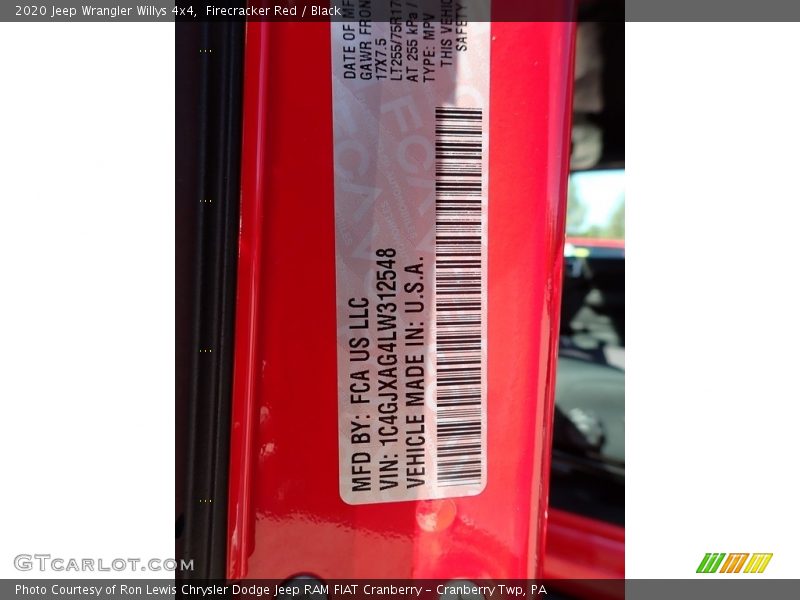 2020 Jeep Wrangler Willys 4x4, Firecracker Red / Black
DATE OF
GAWR FRON
17X7.5
LT255/75R17
AT 255 kPa /
TYPE: MPV
THIS VEHIC
SAFETY
MFD BY: FCA US LLC
VIN: 1C4GJXAG4LW312548
VEHICLE MADE IN: U.S.A.
FCA
FCA
GTCarlot.com
Photo Courtesy of Ron Lewis Chrysler Dodge Jeep RAM FIAT Cranberry – Cranberry Twp, PA